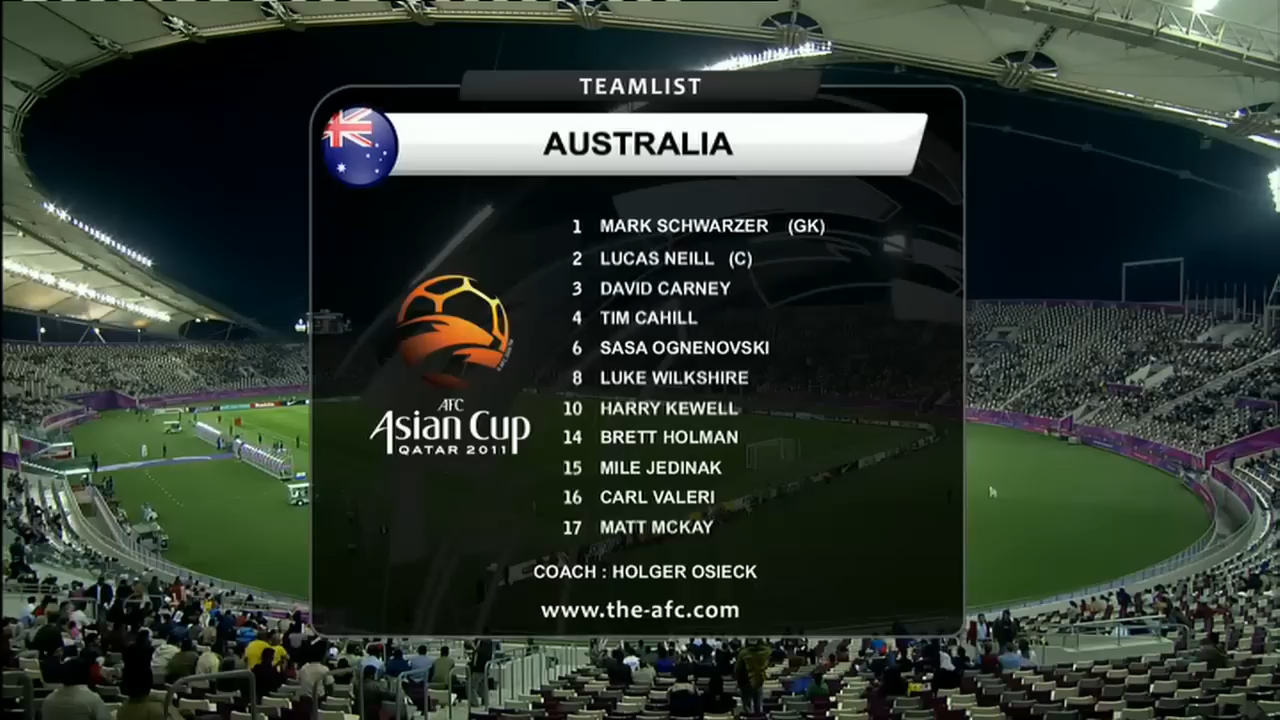 TEAMLIST
AUSTRALIA
1 MARK SCHWARZER (GK)
2 LUCAS NEILL (C)
3 DAVID CARNEY
4 TIM CAHILL
6 SASA OGNENOVSKI
8 LUKE WILKSHIRE
10 HARRY KEWELL
14 BRETT HOLMAN
15 MILE JEDINAK
16 CARL VALERI
17 MATT MCKAY
AFC
Asian Cup
QATAR 2011
COACH : HOLGER OSIECK
www.the-afc.com